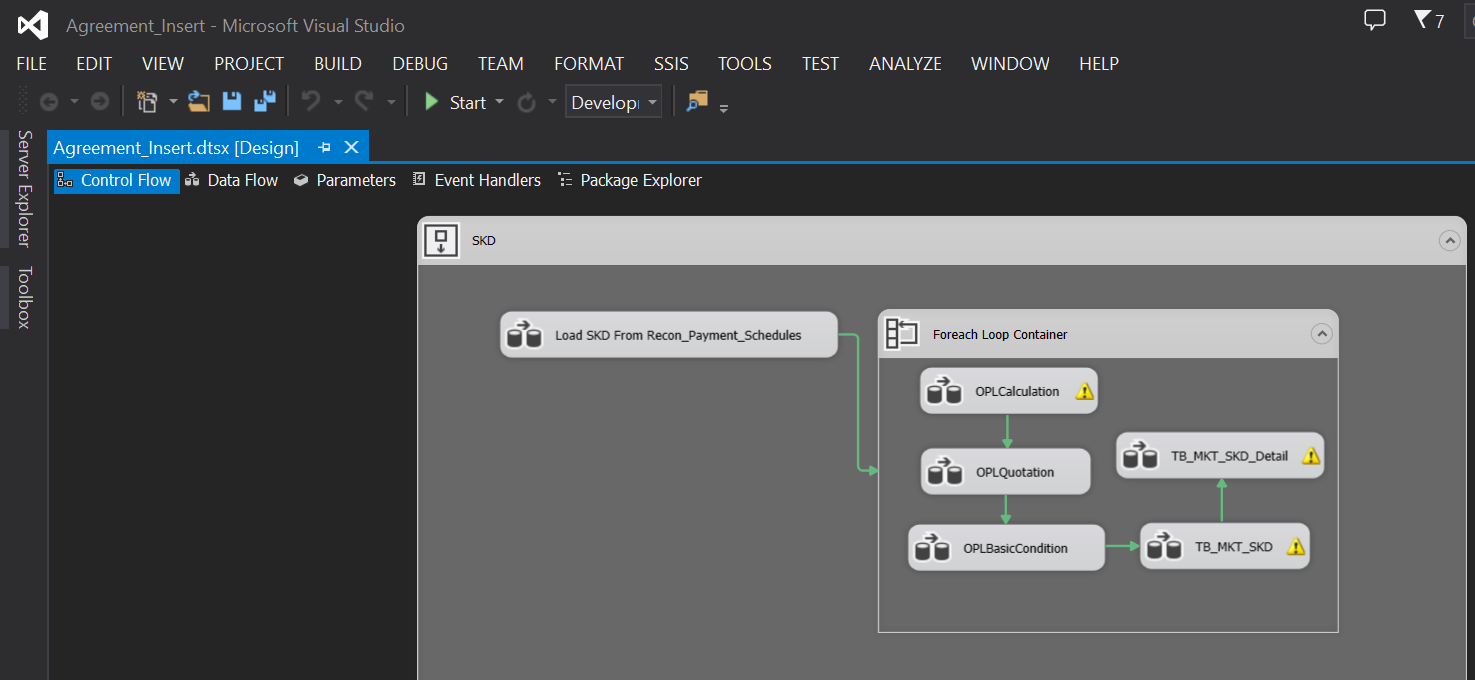 Agreement_Insert - Microsoft Visual Studio
7
FILE EDIT VIEW PROJECT BUILD DEBUG TEAM FORMAT SSIS TOOLS TEST ANALYZE WINDOW HELP
Start Develop
Server Explorer
Toolbox
Agreement_Insert.dtsx [Design]
Control Flow Data Flow Parameters Event Handlers Package Explorer
SKD
Load SKD From Recon_Payment_Schedules
Foreach Loop Container
OPLCalculation
TB_MKT_SKD_Detail
OPLQuotation
OPLBasicCondition
TB_MKT_SKD